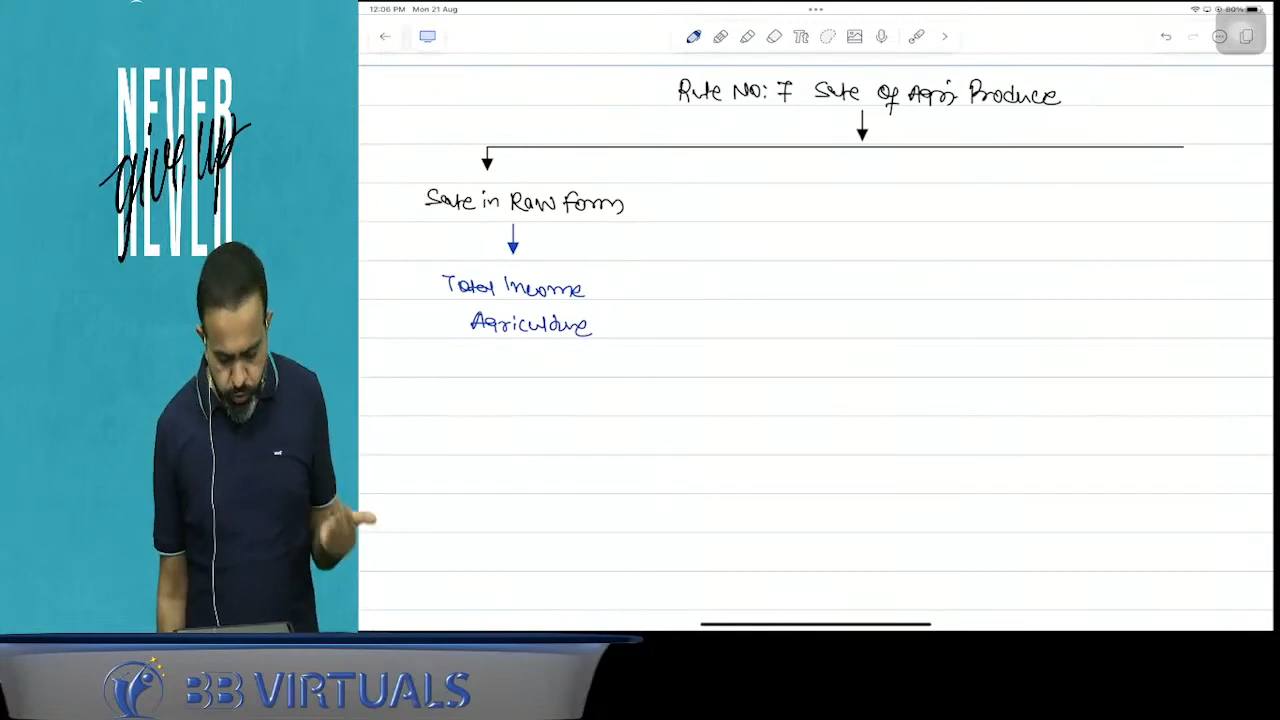 12:06 PM Mon 21 Aug
80%
NEVER
give up
NEVER
Rule No: 7 Sale Of Agri Produce
Sale in Raw form
Total Income
Agriculture
BB VIRTUALS